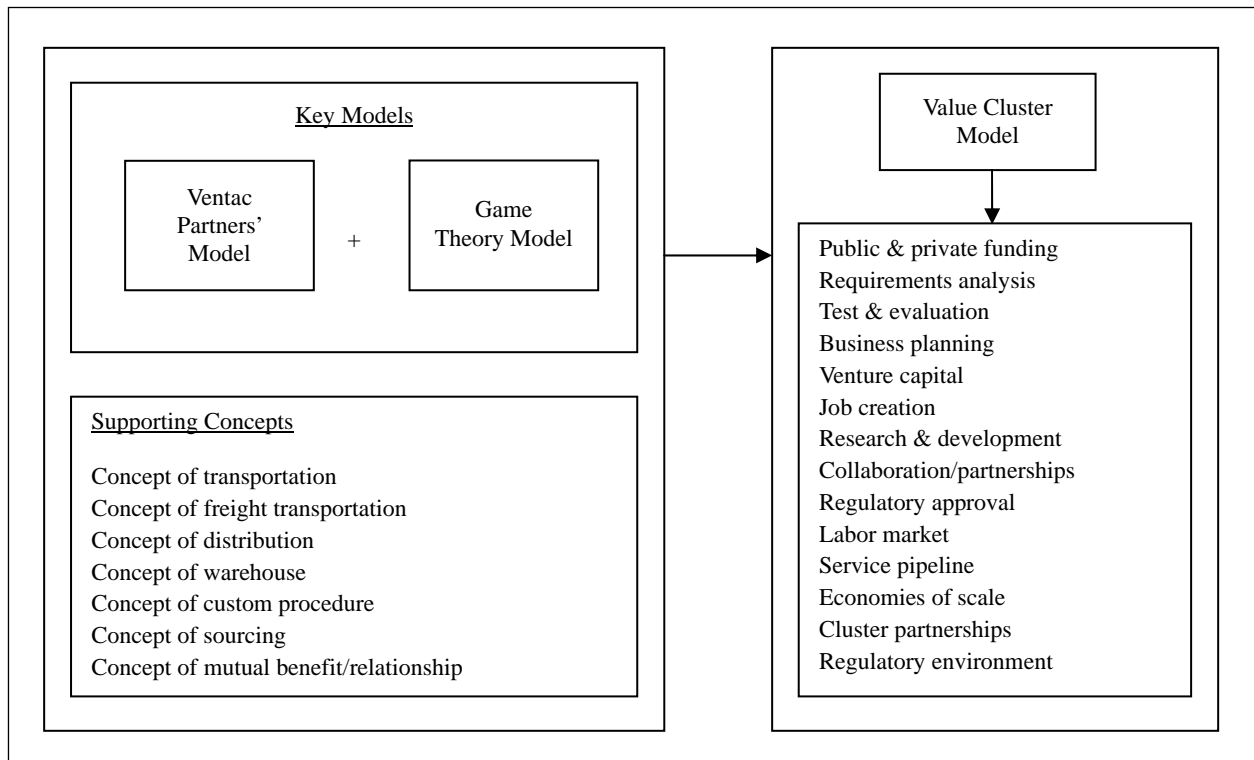 Key Models
Ventac
Partners’
Model
+
Game
Theory Model
Supporting Concepts
Concept of transportation
Concept of freight transportation
Concept of distribution
Concept of warehouse
Concept of custom procedure
Concept of sourcing
Concept of mutual benefit/relationship
Value Cluster
Model
Public & private funding
Requirements analysis
Test & evaluation
Business planning
Venture capital
Job creation
Research & development
Collaboration/partnerships
Regulatory approval
Labor market
Service pipeline
Economies of scale
Cluster partnerships
Regulatory environment